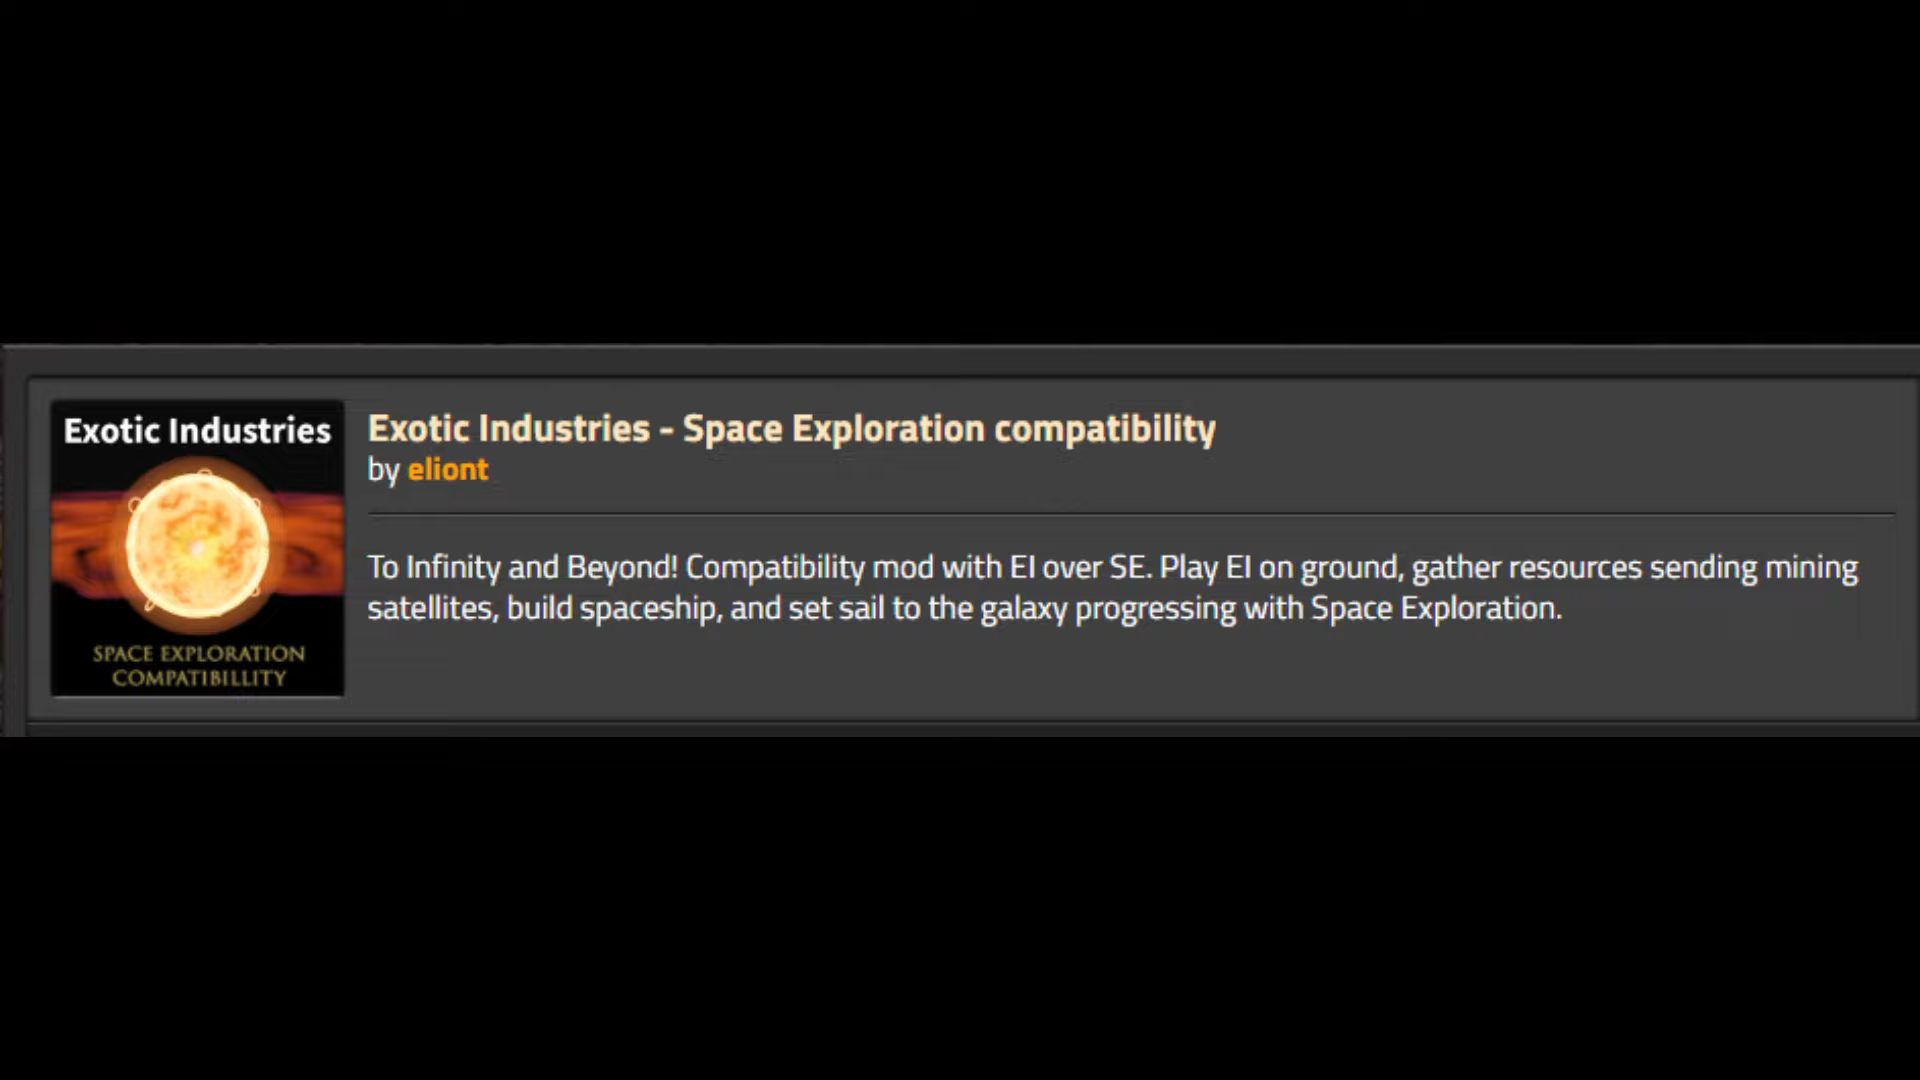 Exotic Industries
SPACE EXPLORATION
COMPATIBILLITY
Exotic Industries - Space Exploration compatibility
by eliont
To Infinity and Beyond! Compatibility mod with EI over SE. Play EI on ground, gather resources sending mining
satellites, build spaceship, and set sail to the galaxy progressing with Space Exploration.